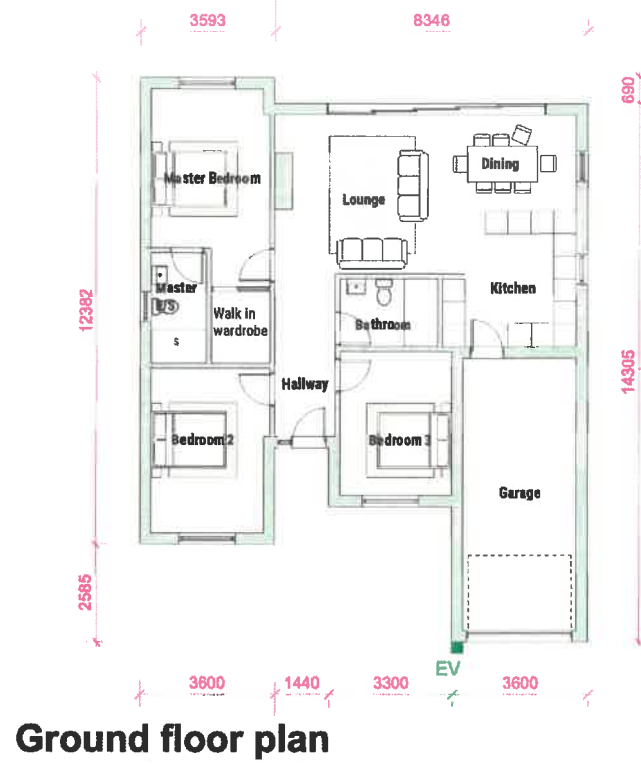 3593
8346
690
Master Bedroom
Dining
Lounge
Master
E/S
Walk in
wardrobe
S
Kitchen
Bathroom
12382
14305
Hallway
Bedroom 2
Bedroom 3
Garage
2585
EV
3600
1440
3300
3600
Ground floor plan